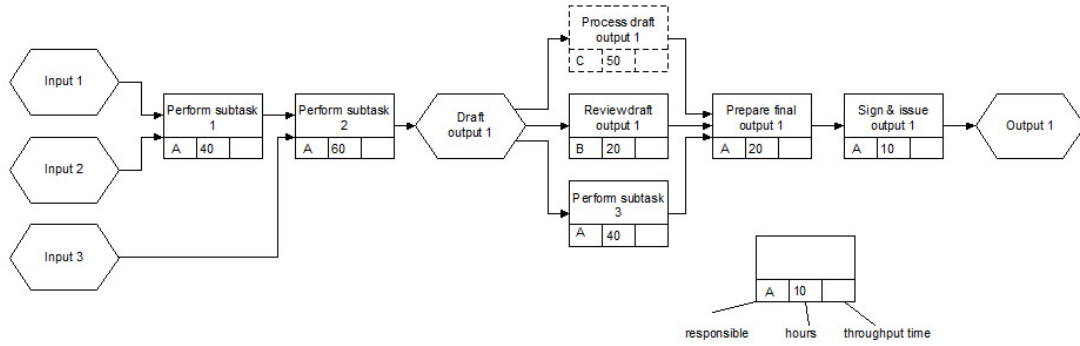 Input 1
Input 2
Input 3
Perform subtask
1
A 40
Perform subtask
2
A 60
Draft
output 1
Process draft
output 1
C 50
Review draft
output 1
B 20
Perform subtask
3
A 40
Prepare final
output 1
A 20
Sign & issue
output 1
A 10
Output 1
A 10
responsible hours throughput time